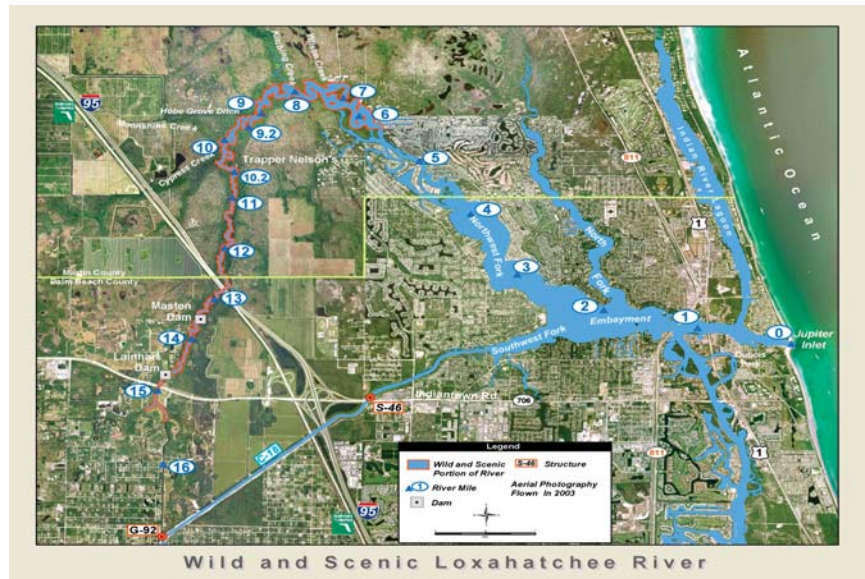 Atlantic Ocean
Indian River Lagoon
Kitching Creek
7
6
8
9
Hobe Grove Ditch
9.2
Moonshine Creek
10
Cypress Creek
Trapper Nelson's
10.2
11
12
5
4
Northwest Fork
3
North Fork
2
Embayment
1
0
Jupiter
Inlet
95
811
1
Martin County
Palm Beach County
13
Masten
Dam
14
Lainhart
Dam
15
Southwest Fork
Indiantown Rd.
706
S-46
C-18
16
G-92
95
811
1
Legend
Wild and Scenic
Portion of River
S-46 Structure
1 River Mile
Aerial Photography
Flown In 2003
Dam
Wild and Scenic Loxahatchee River